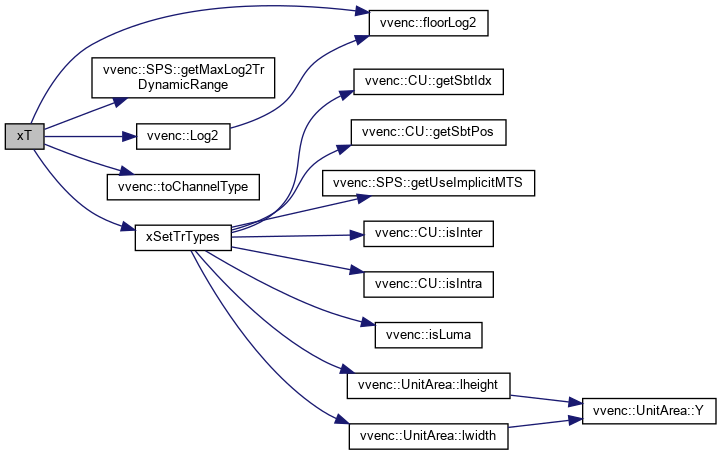 xT
vvenc::floorLog2
vvenc::SPS::getMaxLog2Tr
DynamicRange
vvenc::Log2
vvenc::toChannelType
xSetTrTypes
vvenc::CU::getSbtIdx
vvenc::CU::getSbtPos
vvenc::SPS::getUseImplicitMTS
vvenc::CU::isInter
vvenc::CU::isIntra
vvenc::isLuma
vvenc::UnitArea::lheight
vvenc::UnitArea::lwidth
vvenc::UnitArea::Y